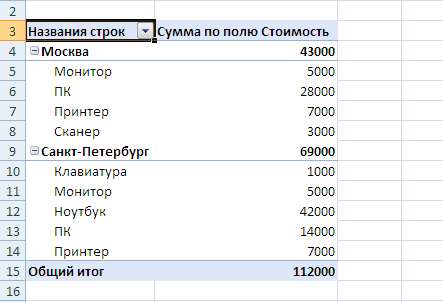 2
3 Названия строк Сумма по полю Стоимость
4 Москва 43000
5 Монитор 5000
6 ПК 28000
7 Принтер 7000
8 Сканер 3000
9 Санкт-Петербург 69000
10 Клавиатура 1000
11 Монитор 5000
12 Ноутбук 42000
13 ПК 14000
14 Принтер 7000
15 Общий итог 112000
16